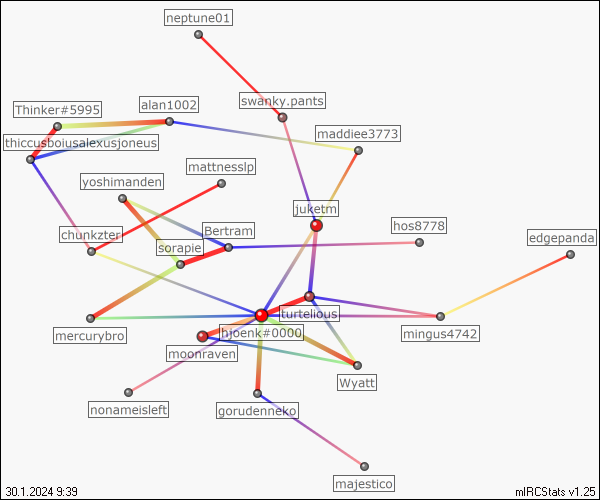 neptune01
Thinker#5995
alan1002
swanky.pants
maddiee3773
thiccusboiusalexusjoneus
mattnesslp
yoshimanden
juketm
chunkzter
Bertram
hos8778
sorapie
edgepanda
turtelious
mercurybro
hjoenk#0000
mingus4742
moonraven
Wyatt
nonameisleft
gorudenneko
majestico
30.1.2024 9:39
mIRCStats v1.25